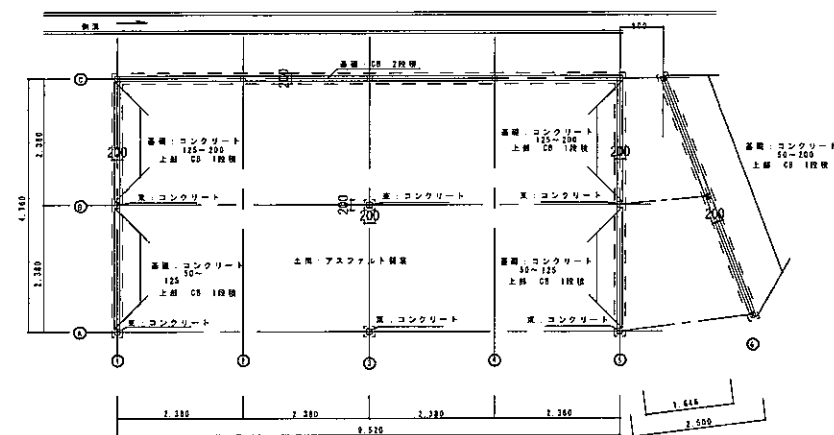 側溝
基礎：CB 2段積
200
基礎：コンクリート
125～200
上部 CB 1段積
200
基礎：コンクリート
125～200
上部 CB 1段積
200
基礎：コンクリート
50～200
上部 CB 1段積
200
束：コンクリート
束：コンクリート
200
200
束：コンクリート
基礎：コンクリート
50～
125
上部 CB 1段積
土間：アスファルト舗装
基礎：コンクリート
50～125
上部 CB 1段積
束：コンクリート
束：コンクリート
束：コンクリート
C
B
A
2.380
2.380
4.760
1
2
3
4
5
6
2.380
2.380
2.380
9.520
2.500